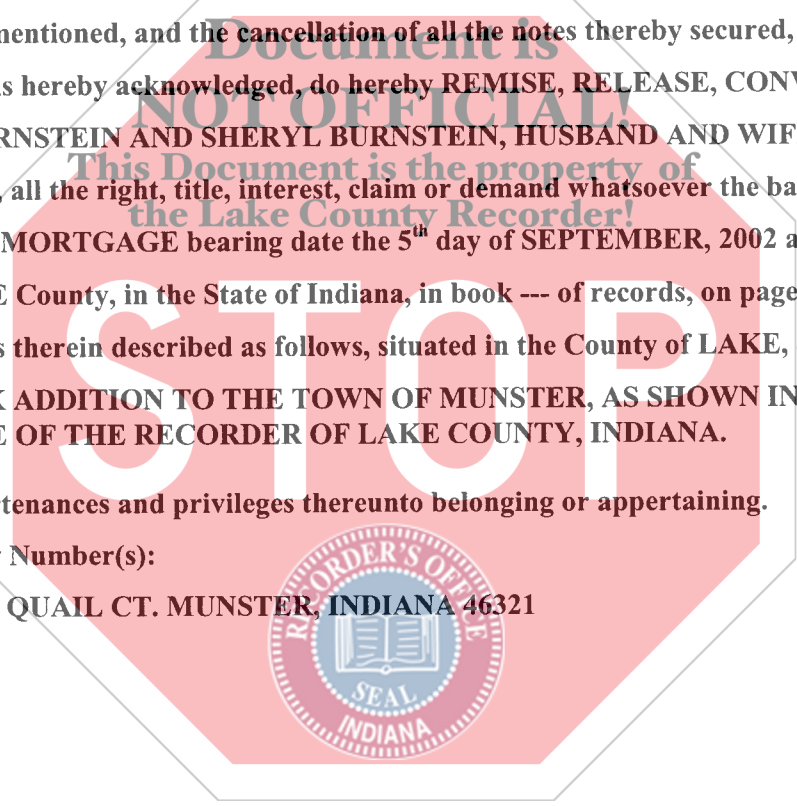 mentioned, and the cancellation of all the notes thereby secured,
Document is
s hereby acknowledged, do hereby REMISE, RELEASE, CONV
NOT OFFICIAL!
RNSTEIN AND SHERYL BURNSTEIN, HUSBAND AND WIF
This Document is the property of
, all the right, title, interest, claim or demand whatsoever the ba
the Lake County Recorder!
MORTGAGE bearing date the 5th day of SEPTEMBER, 2002 a
E County, in the State of Indiana, in book --- of records, on page
s therein described as follows, situated in the County of LAKE,
STOP
K ADDITION TO THE TOWN OF MUNSTER, AS SHOWN IN
E OF THE RECORDER OF LAKE COUNTY, INDIANA.
rtenances and privileges thereunto belonging or appertaining.
r Number(s):
QUAIL CT. MUNSTER, INDIANA 46321
RECORDER'S OFFICE
SEAL
INDIANA